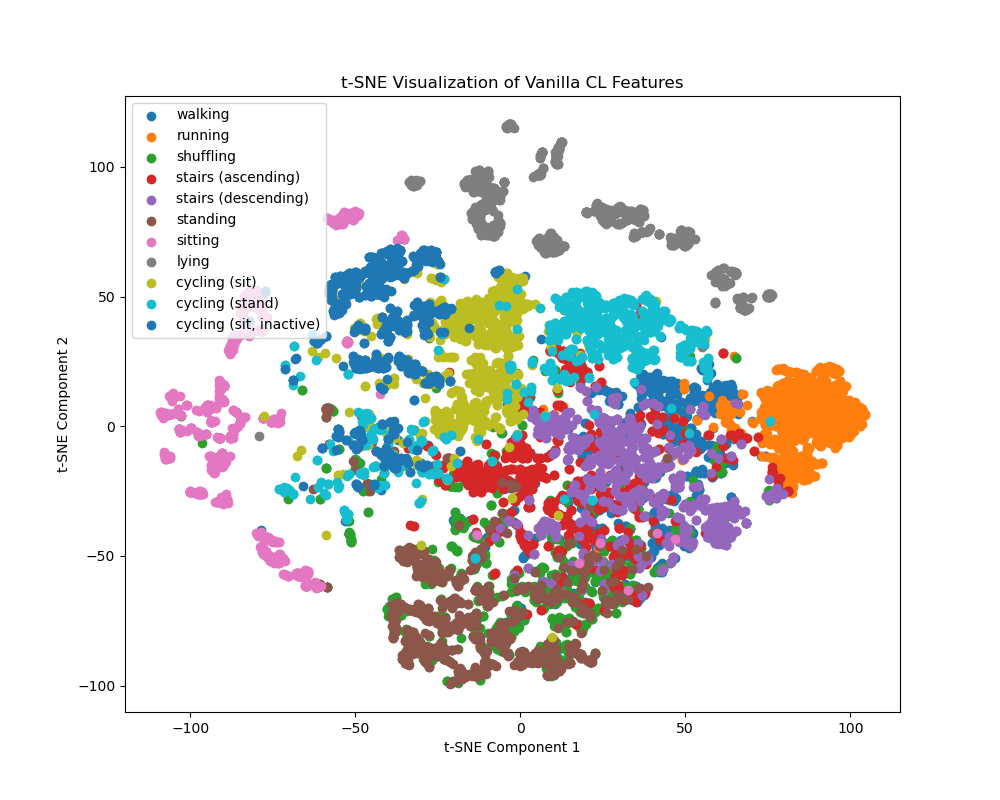 t-SNE Visualization of Vanilla CL Features
walking
running
shuffling
stairs (ascending)
stairs (descending)
standing
sitting
lying
cycling (sit)
cycling (stand)
cycling (sit, inactive)
100
50
0
−50
−100
t-SNE Component 2
−100
−50
0
50
100
t-SNE Component 1